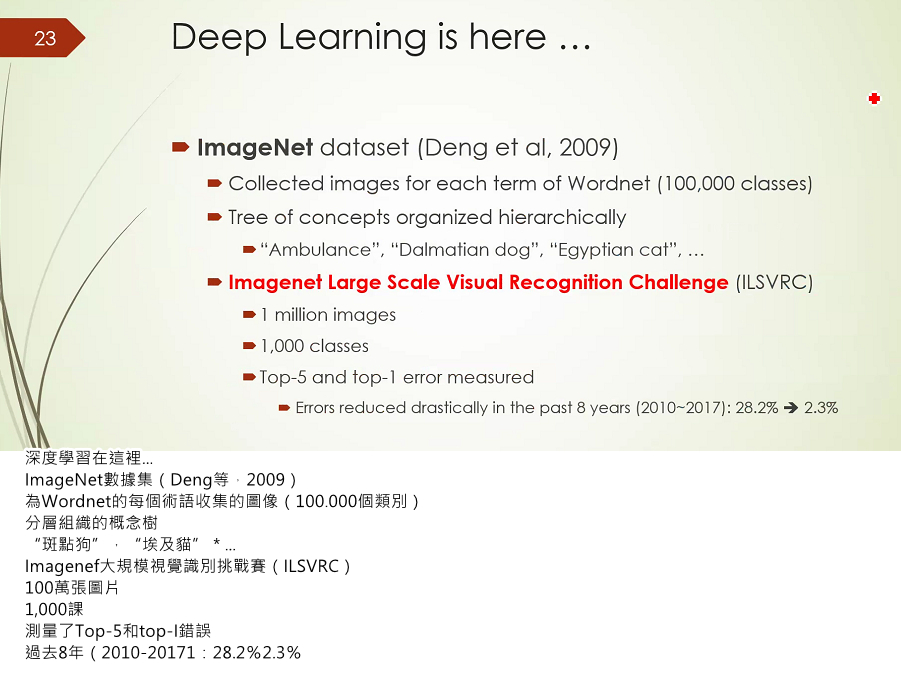 23
Deep Learning is here …
ImageNet dataset (Deng et al, 2009)
Collected images for each term of Wordnet (100,000 classes)
Tree of concepts organized hierarchically
“Ambulance”, “Dalmatian dog”, “Egyptian cat”, …
Imagenet Large Scale Visual Recognition Challenge (ILSVRC)
1 million images
1,000 classes
Top-5 and top-1 error measured
Errors reduced drastically in the past 8 years (2010~2017): 28.2% ➔ 2.3%
深度學習在這裡...
ImageNet數據集（Deng等，2009）
為Wordnet的每個術語收集的圖像（100.000個類別）
分層組織的概念樹
“斑點狗”，“埃及貓” * ...
Imagenef大規模視覺識別挑戰賽（ILSVRC）
100萬張圖片
1,000課
測量了Top-5和top-l錯誤
過去8年（2010-20171：28.2%2.3%